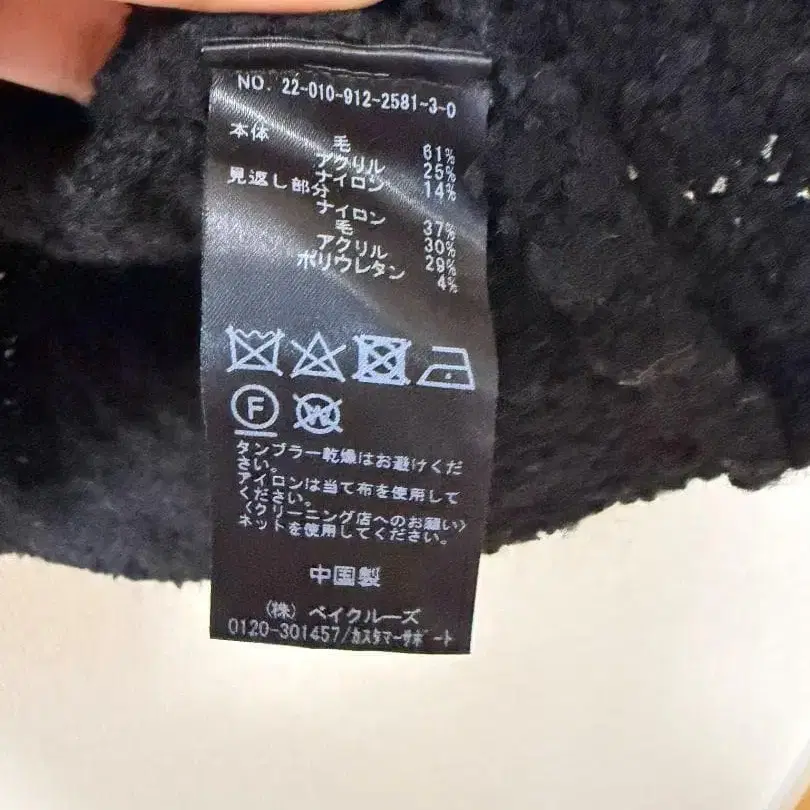 NO. 22-010-912-2581-3-0
本体
毛 61%
アクリル 25%
ナイロン 14%
見返し部分
ナイロン 37%
毛 30%
アクリル 29%
ポリウレタン 4%
F
W
タンブラー乾燥はお避けくだ
さい。
アイロンは当て布を使用して
ください。
〈クリーニング店へのお願い〉
ネットを使用してください。
中国製
(株) ベイクルーズ
0120-301457/カスタマーサポート